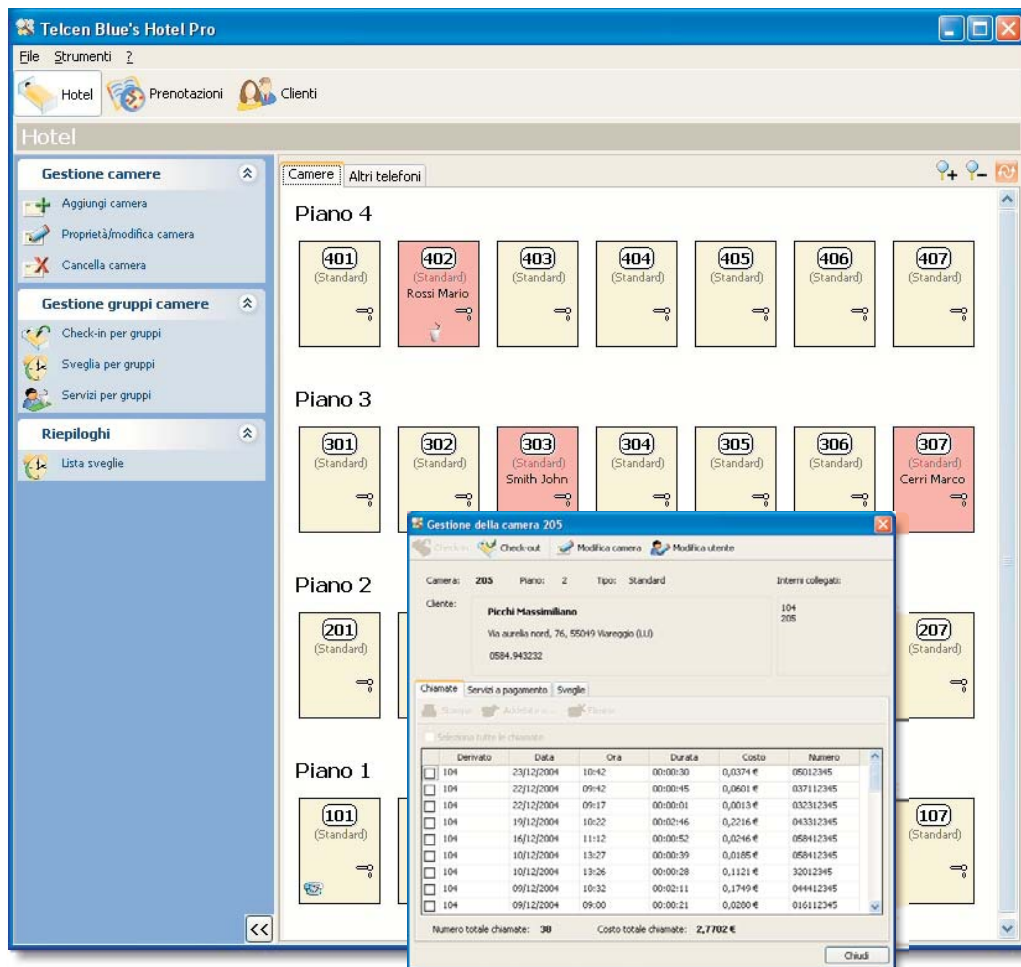 Telcen Blue's Hotel Pro
File Strumenti ?
Hotel Prenotazioni Clienti
Hotel
Gestione camere
Aggiungi camera
Proprietà/modifica camera
Cancella camera
Gestione gruppi camere
Check-in per gruppi
Sveglia per gruppi
Servizi per gruppi
Riepiloghi
Lista sveglie
<<
Camere Altri telefoni
Piano 4
401 402 403 404 405 406 407
(Standard) (Standard) (Standard) (Standard) (Standard) (Standard) (Standard)
Rossi Mario
Piano 3
301 302 303 304 305 306 307
(Standard) (Standard) (Standard) (Standard) (Standard) (Standard) (Standard)
Smith John Cerri Marco
Piano 2
201 207
(Standard) (Standard)
Piano 1
101 107
(Standard) (Standard)
Gestione della camera 205
Check-in Check-out Modifica camera Modifica utente
Camera: 205 Piano: 2 Tipo: Standard Interni collegati:
Cliente: Picchi Massimiliano 104
205
Via aurelia nord, 76, 55049 Viareggio (LU)
0584.943232
Chiamate Servizi a pagamento Sveglie
Stampa
Seleziona tutte le chiamate
Derivato Data Ora Durata Costo Numero
104 23/12/2004 10:42 00:00:30 0,0374 € 05012345
104 22/12/2004 09:42 00:00:45 0,0601 € 037112345
104 22/12/2004 09:17 00:00:01 0,0013 € 032312345
104 19/12/2004 10:22 00:02:46 0,2216 € 043312345
104 16/12/2004 11:12 00:00:52 0,0246 € 058412345
104 10/12/2004 13:27 00:00:39 0,0185 € 058412345
104 10/12/2004 13:26 00:00:28 0,1121 € 32012345
104 09/12/2004 10:32 00:02:11 0,1749 € 044412345
104 09/12/2004 09:00 00:00:21 0,0280 € 016112345
Numero totale chiamate: 38 Costo totale chiamate: 2,7702 €
Chiudi